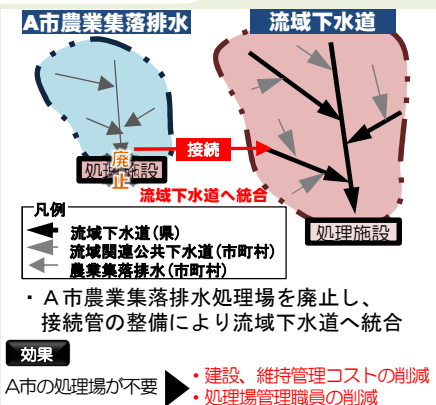 A市農業集落排水
流域下水道
接続
廃止
処理施設
流域下水道へ統合
処理施設
凡例
流域下水道(県)
流域関連公共下水道(市町村)
農業集落排水(市町村)
・A市農業集落排水処理場を廃止し、
接続管の整備により流域下水道へ統合
効果
A市の処理場が不要
・建設、維持管理コストの削減
・処理場管理職員の削減